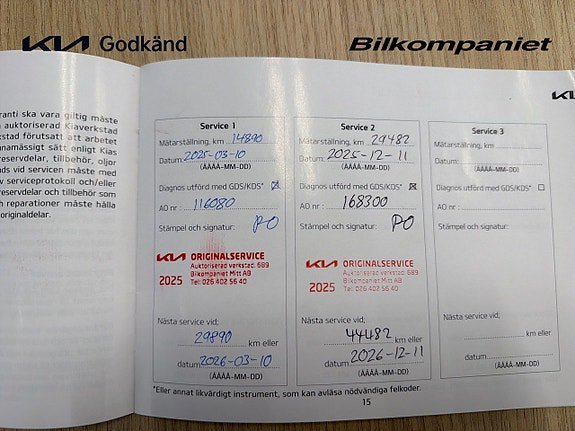 KIA Godkänd
Bilkompaniet
KIA
aranti ska vara giltig måste
auktoriserad Kiaverkstad
kstad förutsatt att arbetet
anamässigt sätt enligt Kias
reservdelar, tillbehör, oljor
nds vid servicen måste med
serviceprotokoll och/eller
reservdelar och tillbehör som
h reparationer måste hålla
originaldelar.
Service 1
Mätarställning, km 14890
Datum 2025-03-10
(ÅÅÅÅ-MM-DD)
Diagnos utförd med GDS/KDS* ☒
AO nr : 116080
Stämpel och signatur: PO
KIA ORIGINALSERVICE
Auktoriserad verkstad: 689
Bilkompaniet Mitt AB
2025 Tel: 026 402 56 40
Nästa service vid;
29890 km eller
datum 2026-03-10
(ÅÅÅÅ-MM-DD)
Service 2
Mätarställning, km 29482
Datum 2025-12-11
(ÅÅÅÅ-MM-DD)
Diagnos utförd med GDS/KDS* ☒
AO nr : 168300
Stämpel och signatur: PO
KIA ORIGINALSERVICE
Auktoriserad verkstad: 689
Bilkompaniet Mitt AB
2025 Tel: 026 402 56 40
Nästa service vid;
44482 km eller
datum 2026-12-11
(ÅÅÅÅ-MM-DD)
Service 3
Mätarställning, km
Datum
(ÅÅÅÅ-MM-DD)
Diagnos utförd med GDS/KDS* ☐
AO nr :
Stämpel och signatur:
Nästa service vid;
km eller
datum
(ÅÅÅÅ-MM-DD)
*Eller annat likvärdigt instrument, som kan avläsa nödvändiga felkoder.
15